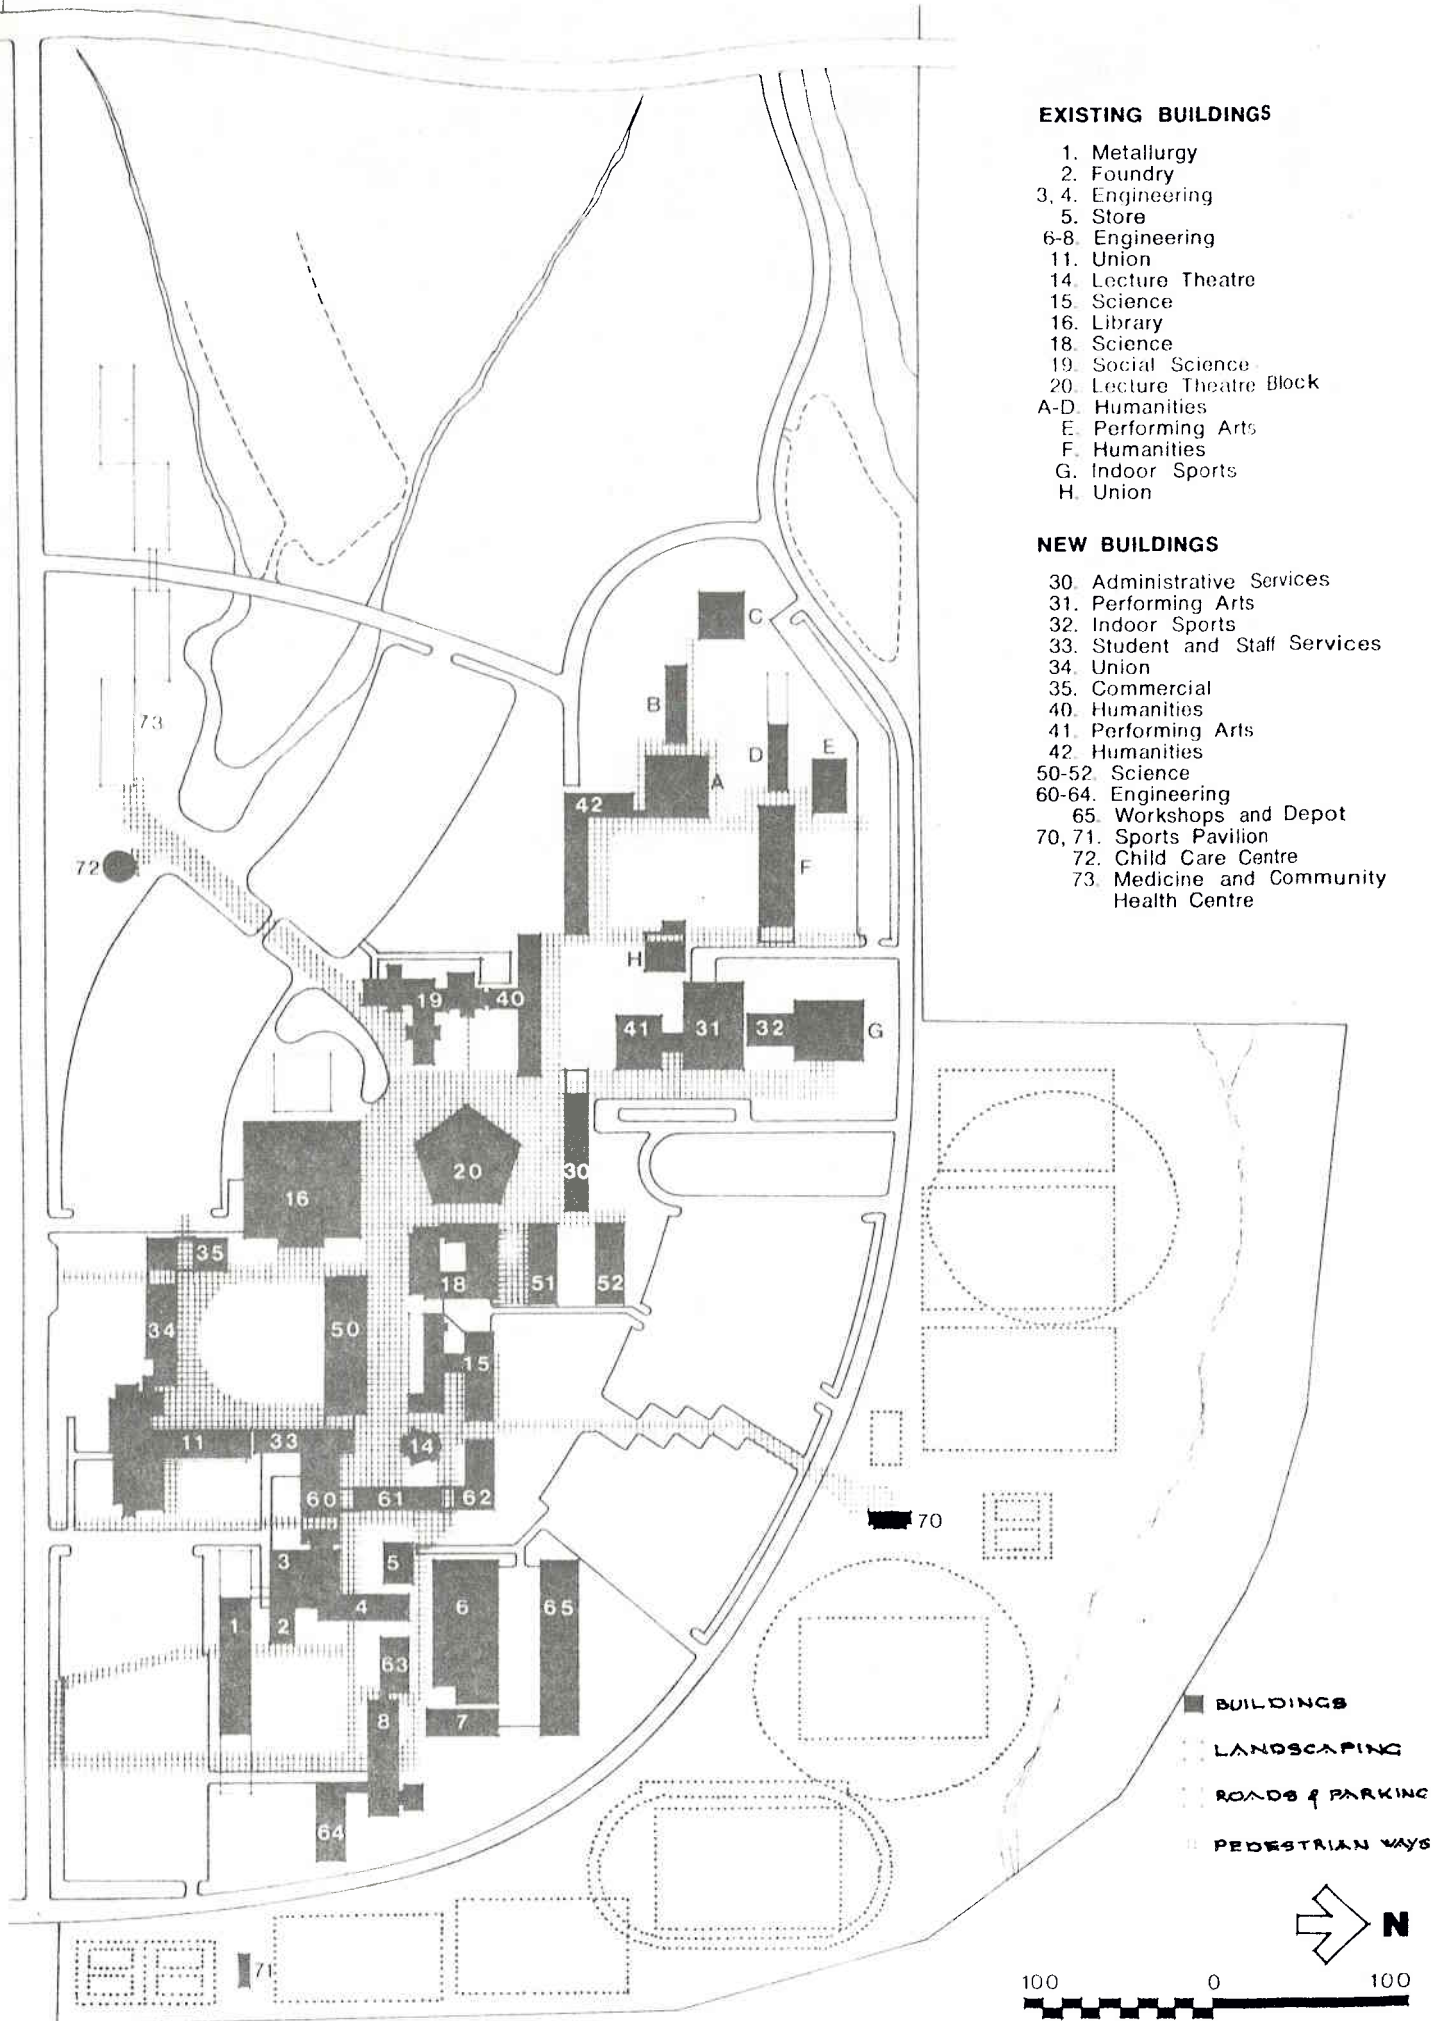 EXISTING BUILDINGS
1. Metallurgy
2. Foundry
3, 4. Engineering
5. Store
6-8. Engineering
11. Union
14. Lecture Theatre
15. Science
16. Library
18. Science
19. Social Science
20. Lecture Theatre Block
A-D. Humanities
E. Performing Arts
F. Humanities
G. Indoor Sports
H. Union
NEW BUILDINGS
30. Administrative Services
31. Performing Arts
32. Indoor Sports
33. Student and Staff Services
34. Union
35. Commercial
40. Humanities
41. Performing Arts
42. Humanities
50-52. Science
60-64. Engineering
65. Workshops and Depot
70, 71. Sports Pavilion
72. Child Care Centre
73. Medicine and Community
Health Centre
C
B
73
D
E
A
42
72
F
H
19
40
41
31
32
G
20
30
16
35
18
51
52
34
50
15
11
33
14
60
61
62
70
3
5
4
6
65
1
2
63
8
7
64
71
BUILDINGS
LANDSCAPING
ROADS & PARKING
PEDESTRIAN WAYS
N
100 0 100